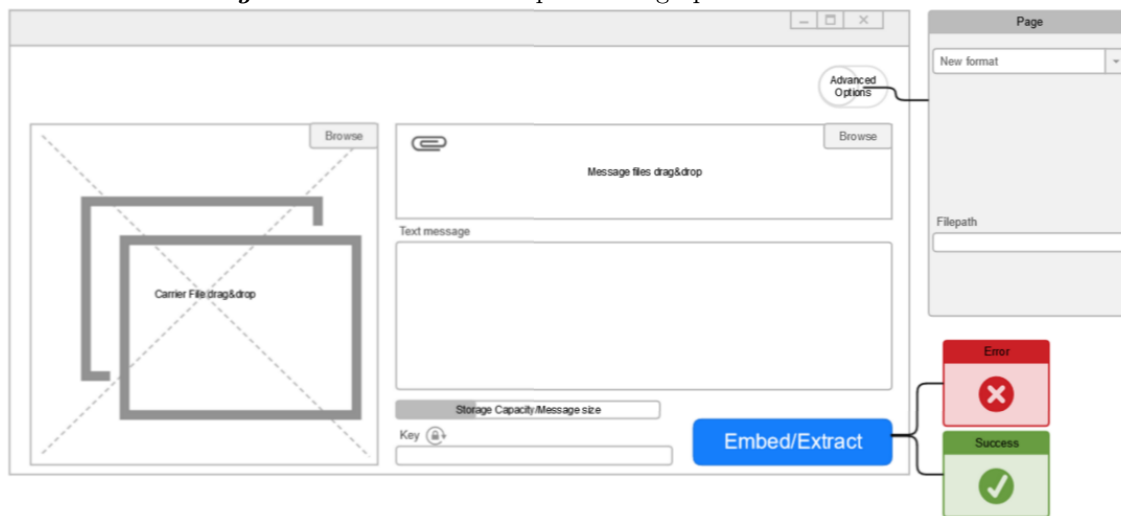 Page
New format
Advanced
Options
Browse
Browse
Message files drag&drop
Filepath
Text message
Carrier File drag&drop
Error
Storage Capacity/Message size
Key
Embed/Extract
Success